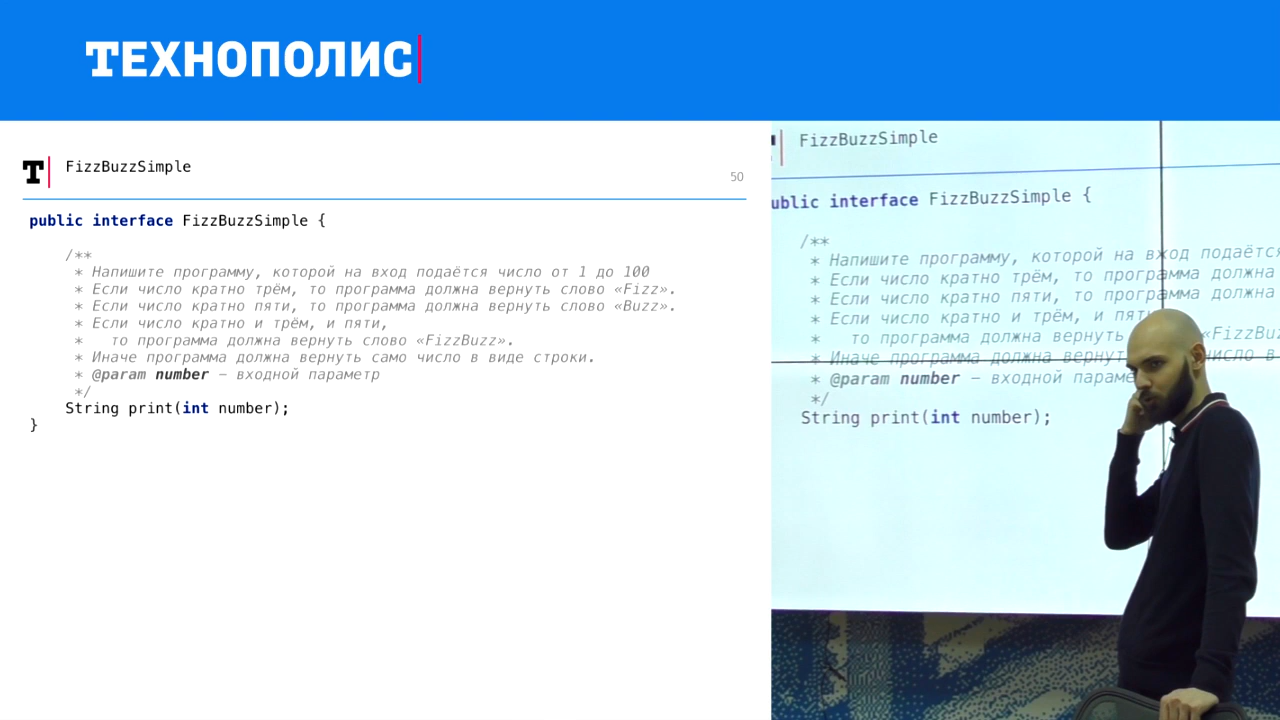 ТЕХНОПОЛИС
T FizzBuzzSimple
50
public interface FizzBuzzSimple {
/**
* Напишите программу, которой на вход подаётся число от 1 до 100
* Если число кратно трём, то программа должна вернуть слово «Fizz».
* Если число кратно пяти, то программа должна вернуть слово «Buzz».
* Если число кратно и трём, и пяти,
* то программа должна вернуть слово «FizzBuzz».
* Иначе программа должна вернуть само число в виде строки.
* @param number – входной параметр
*/
String print(int number);
}
FizzBuzzSimple
ublic interface FizzBuzzSimple {
/**
* Напишите программу, которой на вход подаётс
* Если число кратно трём, то программа должна
* Если число кратно пяти, то программа должна
* Если число кратно и трём, и пяти
* то программа должна вернуть «FizzBuz
* Иначе программа должна вернут число в
* @param number – входной параме
*/
String print(int number);